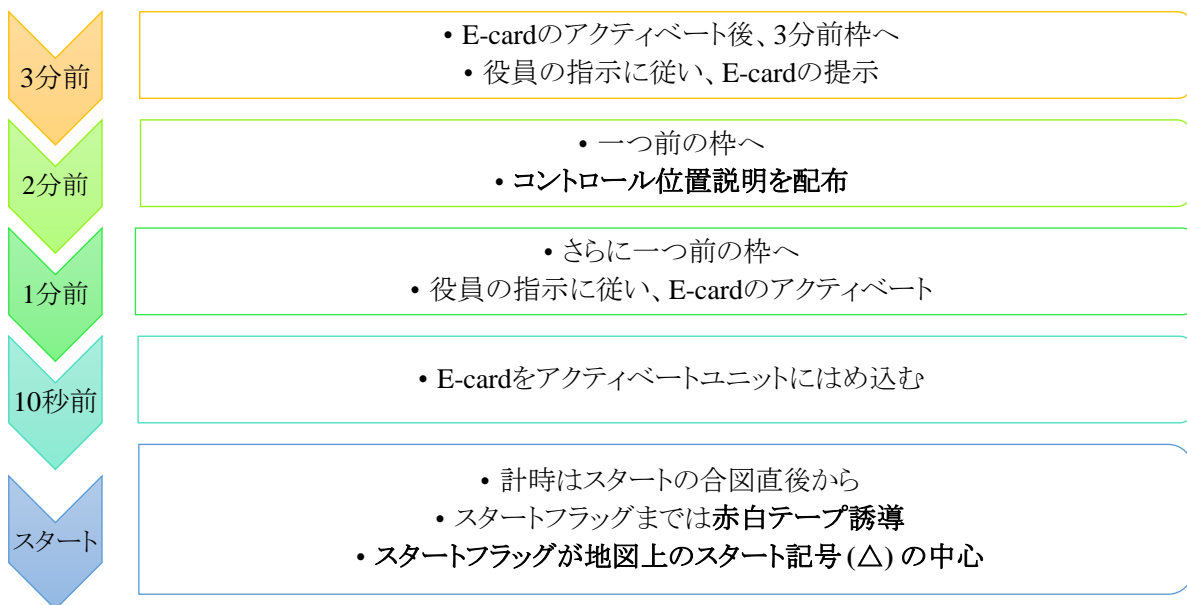 3分前
• E-cardのアクティベート後、3分前枠へ
• 役員の指示に従い、E-cardの提示
2分前
• 一つ前の枠へ
• コントロール位置説明を配布
1分前
• さらに一つ前の枠へ
• 役員の指示に従い、E-cardのアクティベート
10秒前
• E-cardをアクティベートユニットにはめ込む
スタート
• 計時はスタートの合図直後から
• スタートフラッグまでは赤白テープ誘導
• スタートフラッグが地図上のスタート記号 (△) の中心